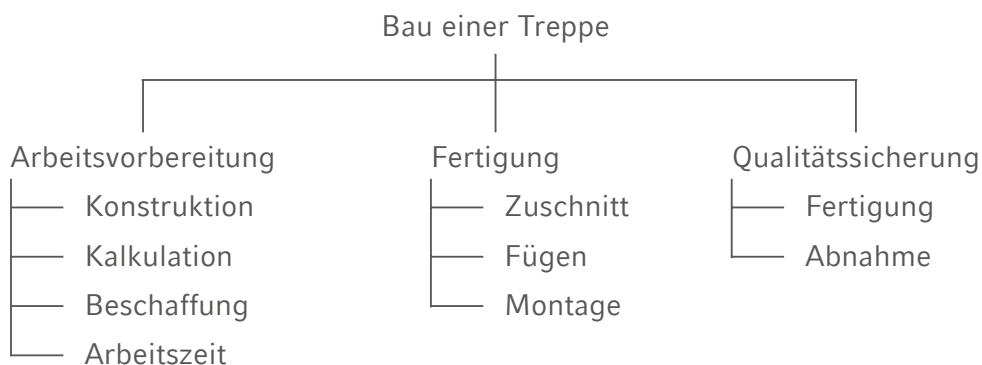 Bau einer Treppe
Arbeitsvorbereitung
Konstruktion
Kalkulation
Beschaffung
Arbeitszeit
Fertigung
Zuschnitt
Fügen
Montage
Qualitätssicherung
Fertigung
Abnahme